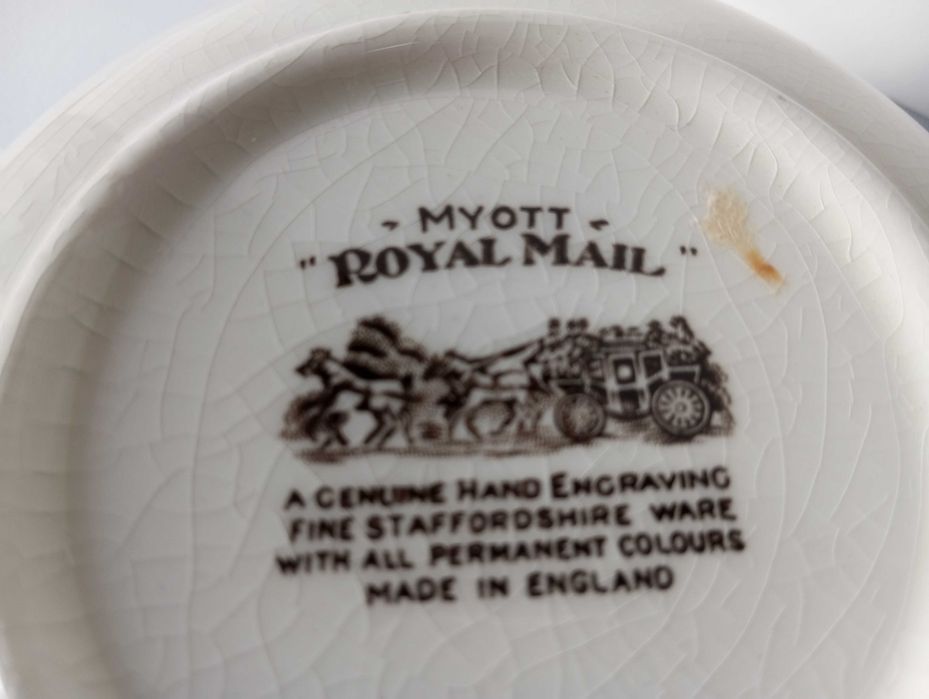 ~ MYOTT ~
"ROYAL MAIL"
A GENUINE HAND ENGRAVING
FINE STAFFORDSHIRE WARE
WITH ALL PERMANENT COLOURS
MADE IN ENGLAND